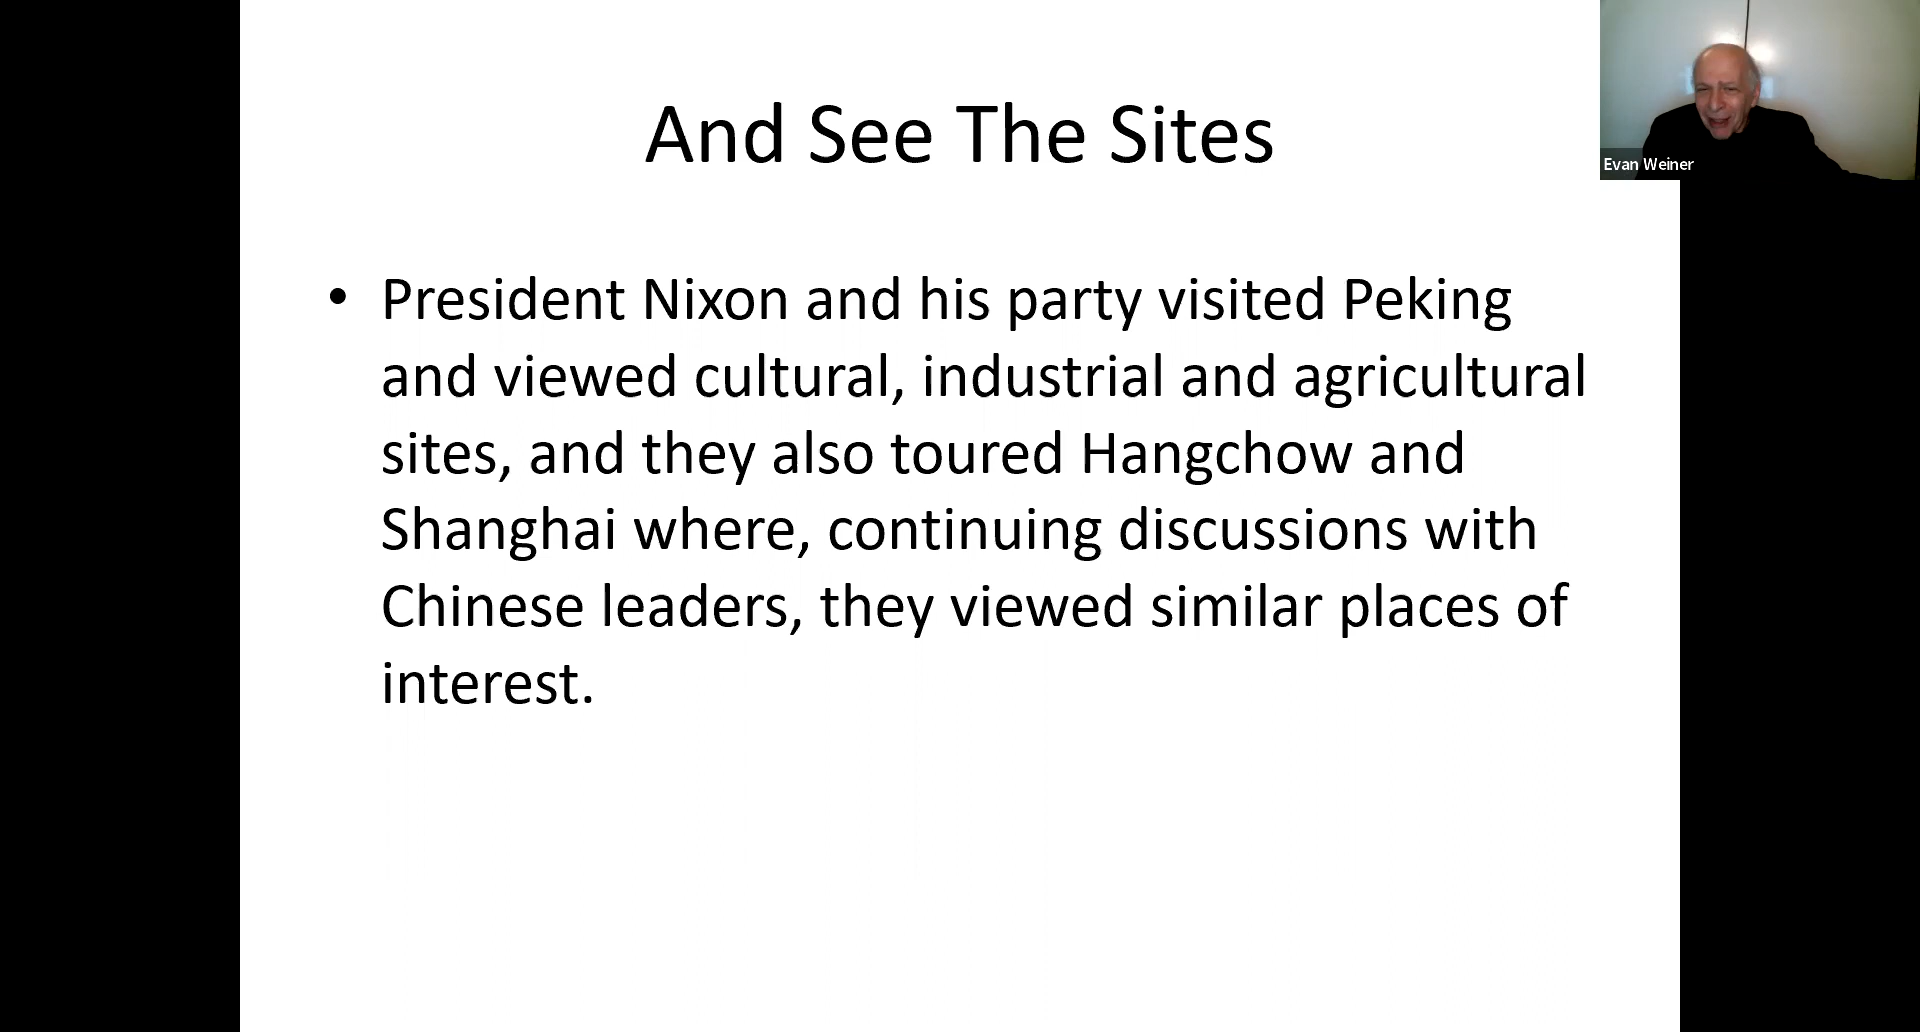 And See The Sites
Evan Weiner
• President Nixon and his party visited Peking
and viewed cultural, industrial and agricultural
sites, and they also toured Hangchow and
Shanghai where, continuing discussions with
Chinese leaders, they viewed similar places of
interest.